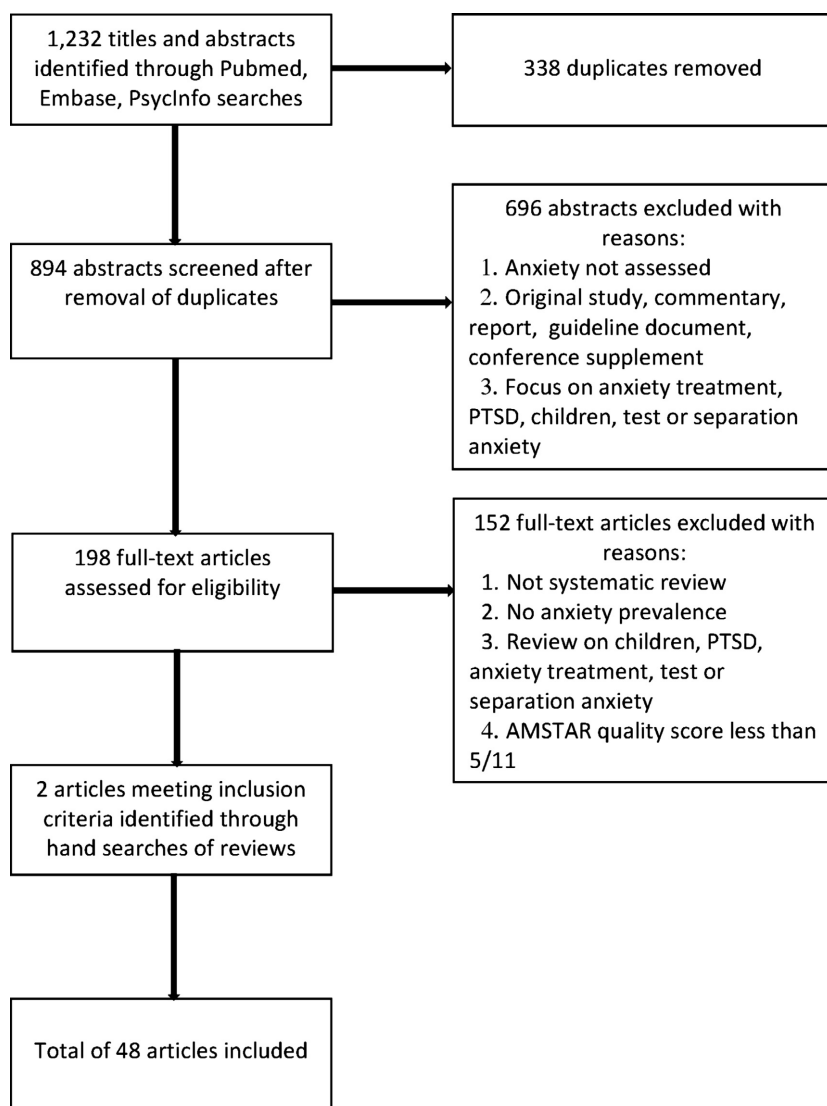 1,232 titles and abstracts
identified through Pubmed,
Embase, PsycInfo searches
338 duplicates removed
894 abstracts screened after
removal of duplicates
696 abstracts excluded with
reasons:
1. Anxiety not assessed
2. Original study, commentary,
report, guideline document,
conference supplement
3. Focus on anxiety treatment,
PTSD, children, test or separation
anxiety
198 full-text articles
assessed for eligibility
152 full-text articles excluded with
reasons:
1. Not systematic review
2. No anxiety prevalence
3. Review on children, PTSD,
anxiety treatment, test or
separation anxiety
4. AMSTAR quality score less than
5/11
2 articles meeting inclusion
criteria identified through
hand searches of reviews
Total of 48 articles included